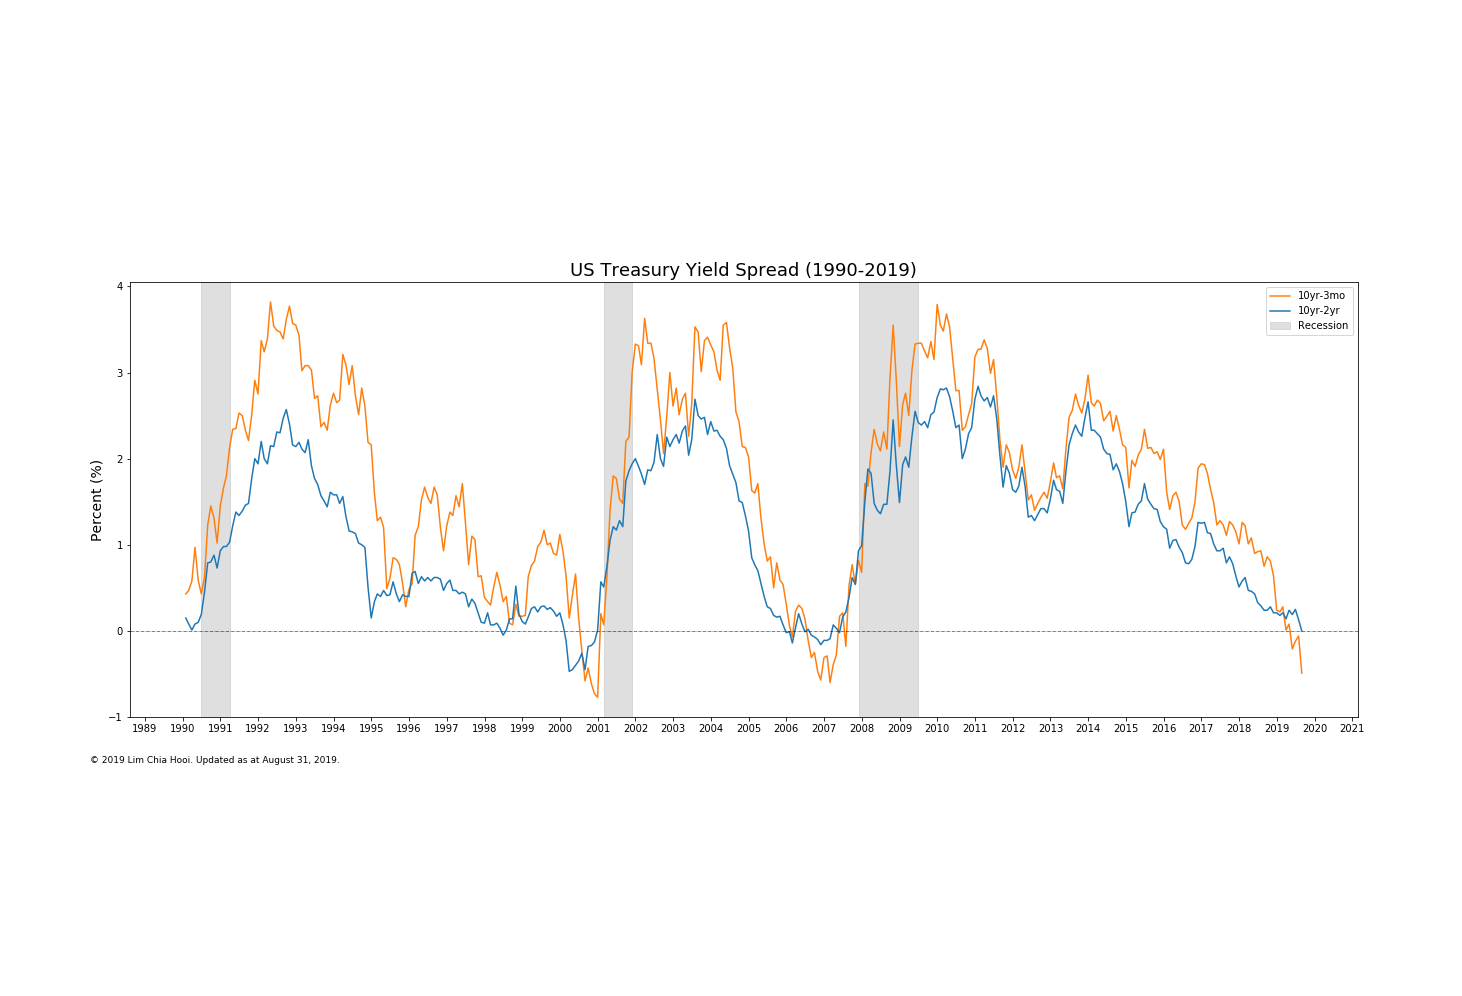 US Treasury Yield Spread (1990-2019)
10yr-3mo
10yr-2yr
Recession
Percent (%)
4
3
2
1
0
−1
1989 1990 1991 1992 1993 1994 1995 1996 1997 1998 1999 2000 2001 2002 2003 2004 2005 2006 2007 2008 2009 2010 2011 2012 2013 2014 2015 2016 2017 2018 2019 2020 2021
© 2019 Lim Chia Hooi. Updated as at August 31, 2019.